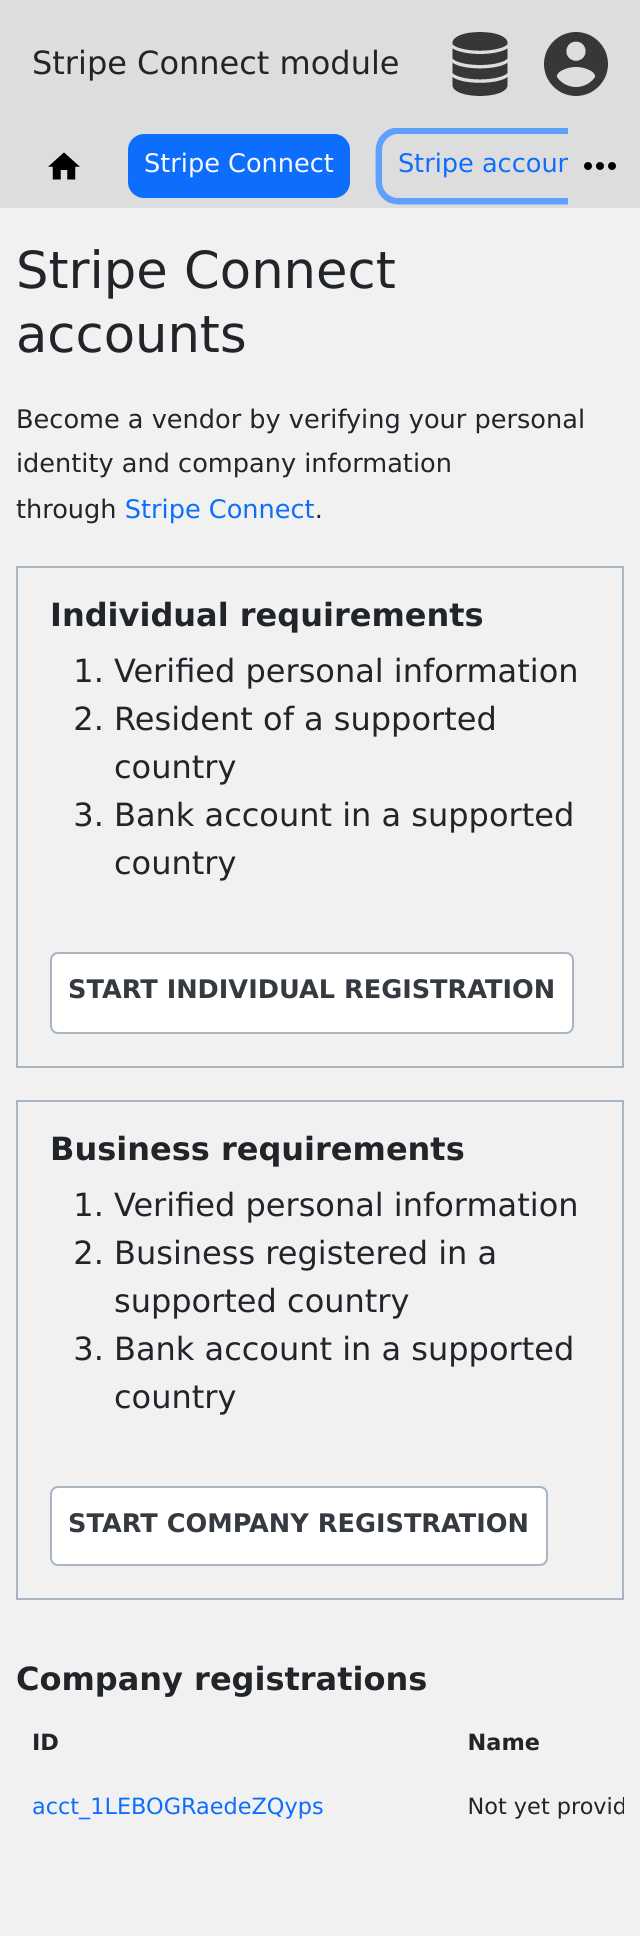 Stripe Connect module
Stripe Connect
Stripe accour
Stripe Connect
accounts
Become a vendor by verifying your personal
identity and company information
through Stripe Connect.
Individual requirements
1. Verified personal information
2. Resident of a supported
country
3. Bank account in a supported
country
START INDIVIDUAL REGISTRATION
Business requirements
1. Verified personal information
2. Business registered in a
supported country
3. Bank account in a supported
country
START COMPANY REGISTRATION
Company registrations
ID Name
acct_1LEBOGRaedeZQyps Not yet provid